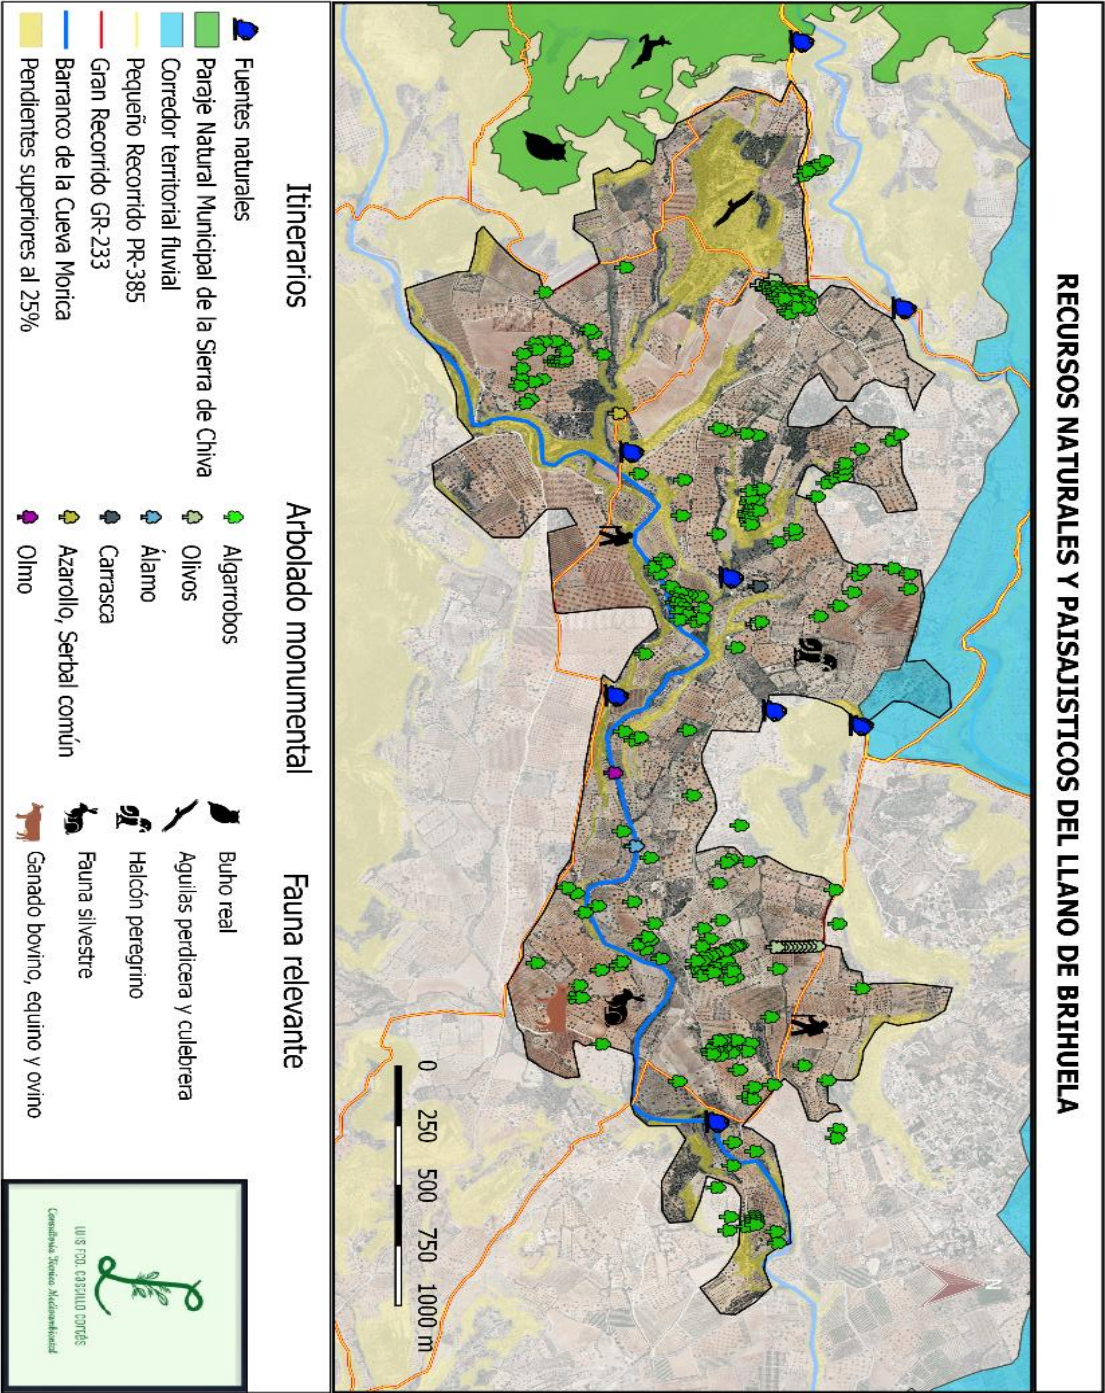 RECURSOS NATURALES Y PAISAJISTICOS DEL LLANO DE BRIHUELA
N
0 250 500 750 1000 m
Itinerarios
Fuentes naturales
Paraje Natural Municipal de la Sierra de Chiva
Corredor territorial fluvial
Pequeño Recorrido PR-385
Gran Recorrido GR-233
Barranco de la Cueva Morica
Pendientes superiores al 25%
Arbolado monumental
Algarrobos
Olivos
Álamo
Carrasca
Azarollo, Serbal común
Olmo
Fauna relevante
Buho real
Aguilas perdicera y culebrera
Halcón peregrino
Fauna silvestre
Ganado bovino, equino y ovino
LUIS FCO. CASTILLO CORTÉS
Consultoría Técnica Medioambiental